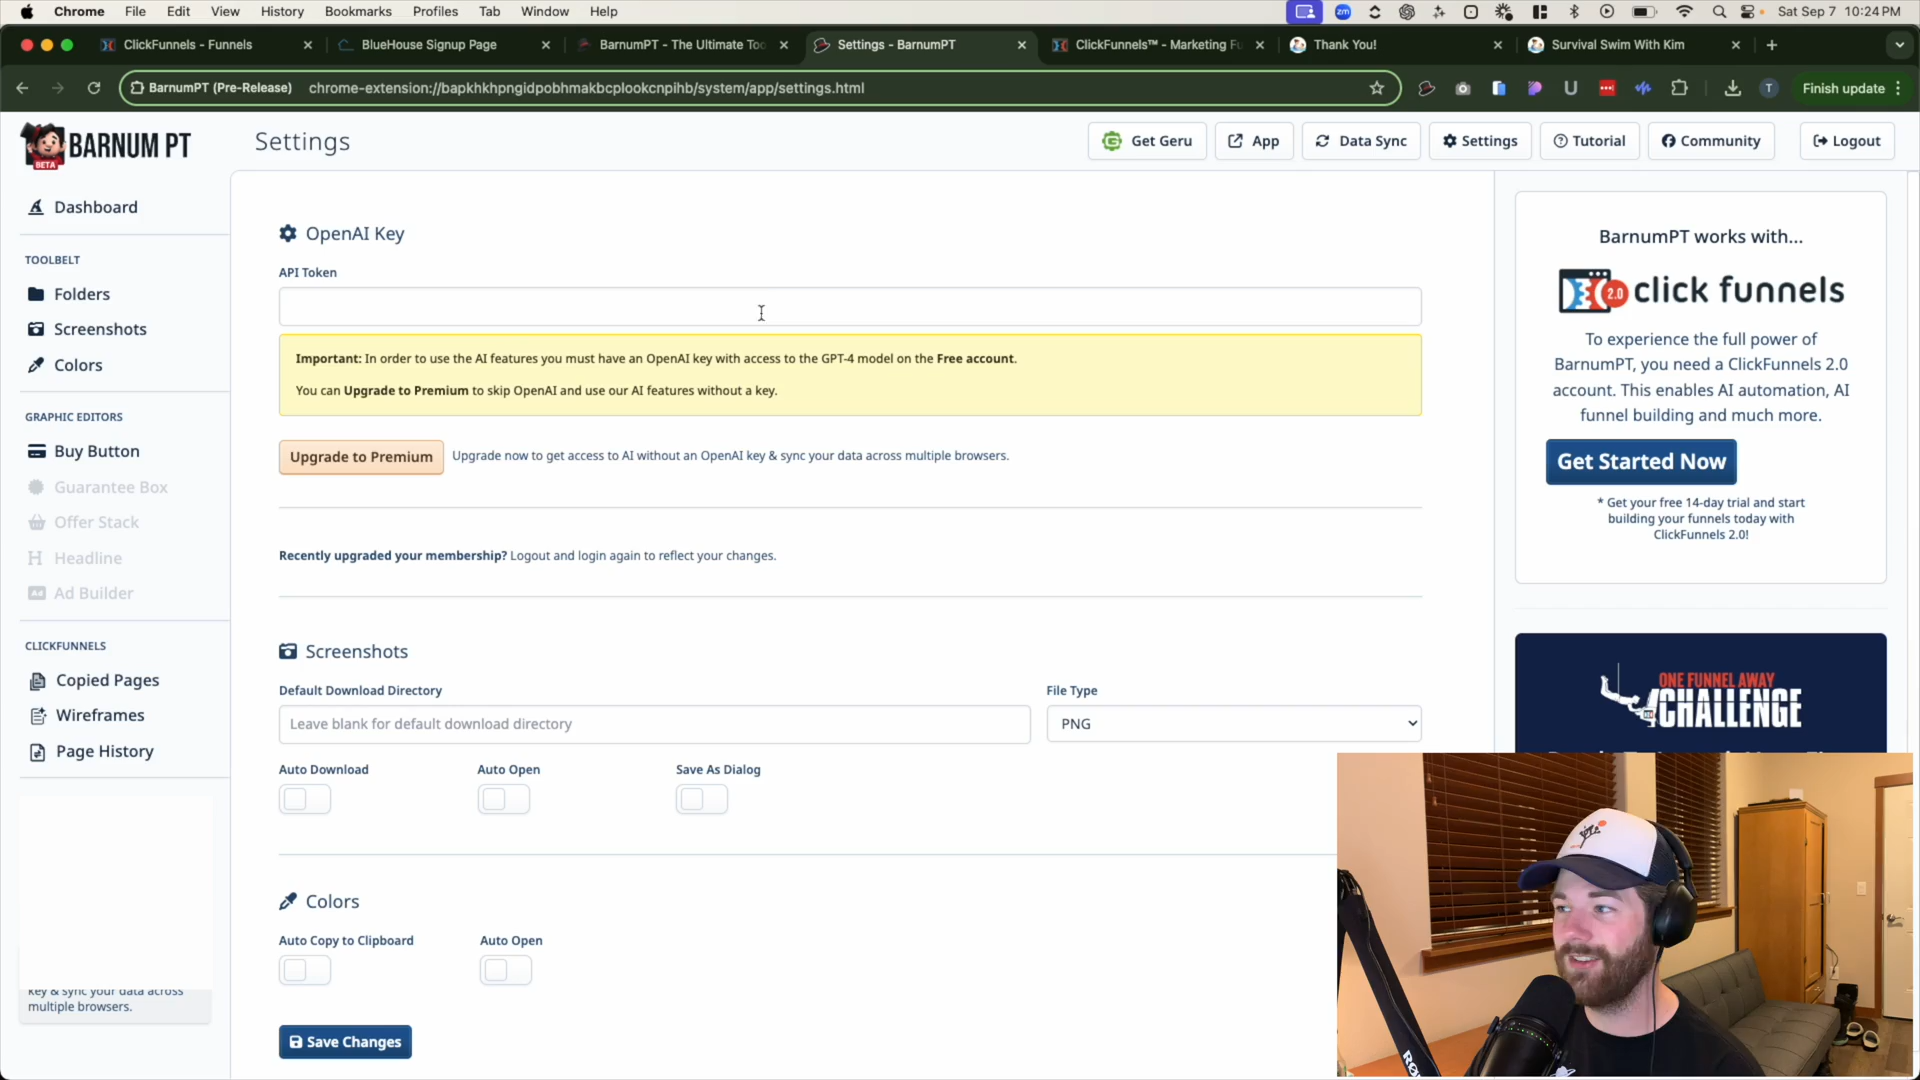 Chrome File Edit View History Bookmarks Profiles Tab Window Help
zm
Sat Sep 7 10:24 PM
ClickFunnels - Funnels
BlueHouse Signup Page
BarnumPT - The Ultimate Too
Settings - BarnumPT
ClickFunnels™ - Marketing Fu
Thank You!
Survival Swim With Kim
BarnumPT (Pre-Release)
chrome-extension://bapkhkhpngidpobhmakbcplookcnpihb/system/app/settings.html
T
Finish update
BARNUM PT
BETA
Settings
Get Geru
App
Data Sync
Settings
Tutorial
Community
Logout
Dashboard
TOOLBELT
Folders
Screenshots
Colors
GRAPHIC EDITORS
Buy Button
Guarantee Box
Offer Stack
Headline
Ad Builder
CLICKFUNNELS
Copied Pages
Wireframes
Page History
key & sync your data across
multiple browsers.
OpenAI Key
API Token
Important: In order to use the AI features you must have an OpenAI key with access to the GPT-4 model on the Free account.
You can Upgrade to Premium to skip OpenAI and use our AI features without a key.
Upgrade to Premium
Upgrade now to get access to AI without an OpenAI key & sync your data across multiple browsers.
Recently upgraded your membership? Logout and login again to reflect your changes.
Screenshots
Default Download Directory
File Type
Leave blank for default download directory
PNG
Auto Download
Auto Open
Save As Dialog
Colors
Auto Copy to Clipboard
Auto Open
Save Changes
BarnumPT works with...
2.0
click funnels
To experience the full power of
BarnumPT, you need a ClickFunnels 2.0
account. This enables AI automation, AI
funnel building and much more.
Get Started Now
* Get your free 14-day trial and start
building your funnels today with
ClickFunnels 2.0!
ONE FUNNEL AWAY
CHALLENGE